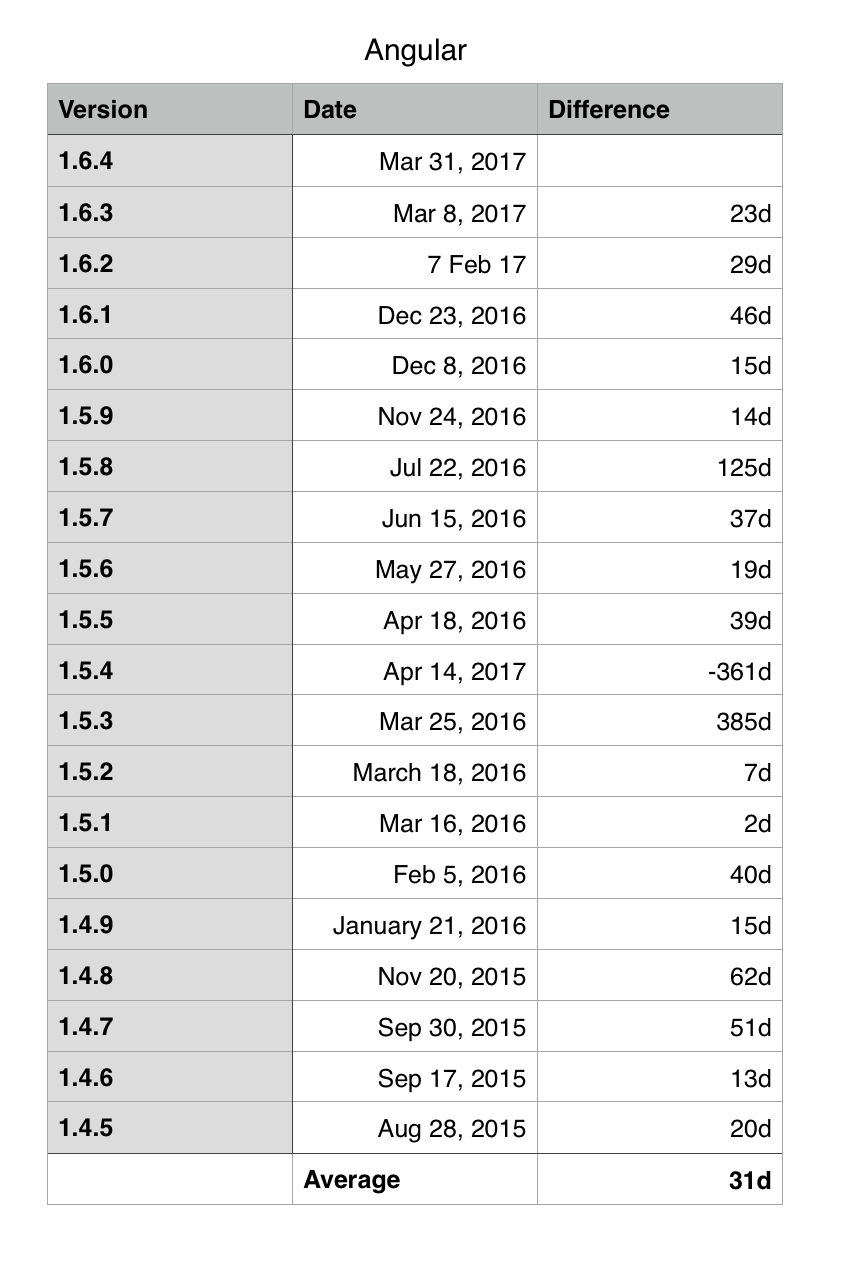 Angular
Version Date Difference
1.6.4 Mar 31, 2017
1.6.3 Mar 8, 2017 23d
1.6.2 7 Feb 17 29d
1.6.1 Dec 23, 2016 46d
1.6.0 Dec 8, 2016 15d
1.5.9 Nov 24, 2016 14d
1.5.8 Jul 22, 2016 125d
1.5.7 Jun 15, 2016 37d
1.5.6 May 27, 2016 19d
1.5.5 Apr 18, 2016 39d
1.5.4 Apr 14, 2017 -361d
1.5.3 Mar 25, 2016 385d
1.5.2 March 18, 2016 7d
1.5.1 Mar 16, 2016 2d
1.5.0 Feb 5, 2016 40d
1.4.9 January 21, 2016 15d
1.4.8 Nov 20, 2015 62d
1.4.7 Sep 30, 2015 51d
1.4.6 Sep 17, 2015 13d
1.4.5 Aug 28, 2015 20d
Average 31d